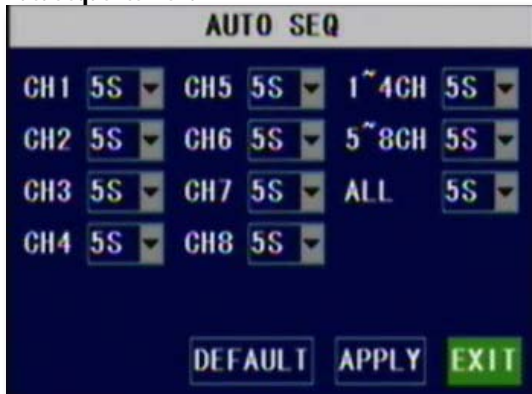 AUTO SEQ
CH1 5S CH5 5S 1~4CH 5S
CH2 5S CH6 5S 5~8CH 5S
CH3 5S CH7 5S ALL 5S
CH4 5S CH8 5S
DEFAULT APPLY EXIT